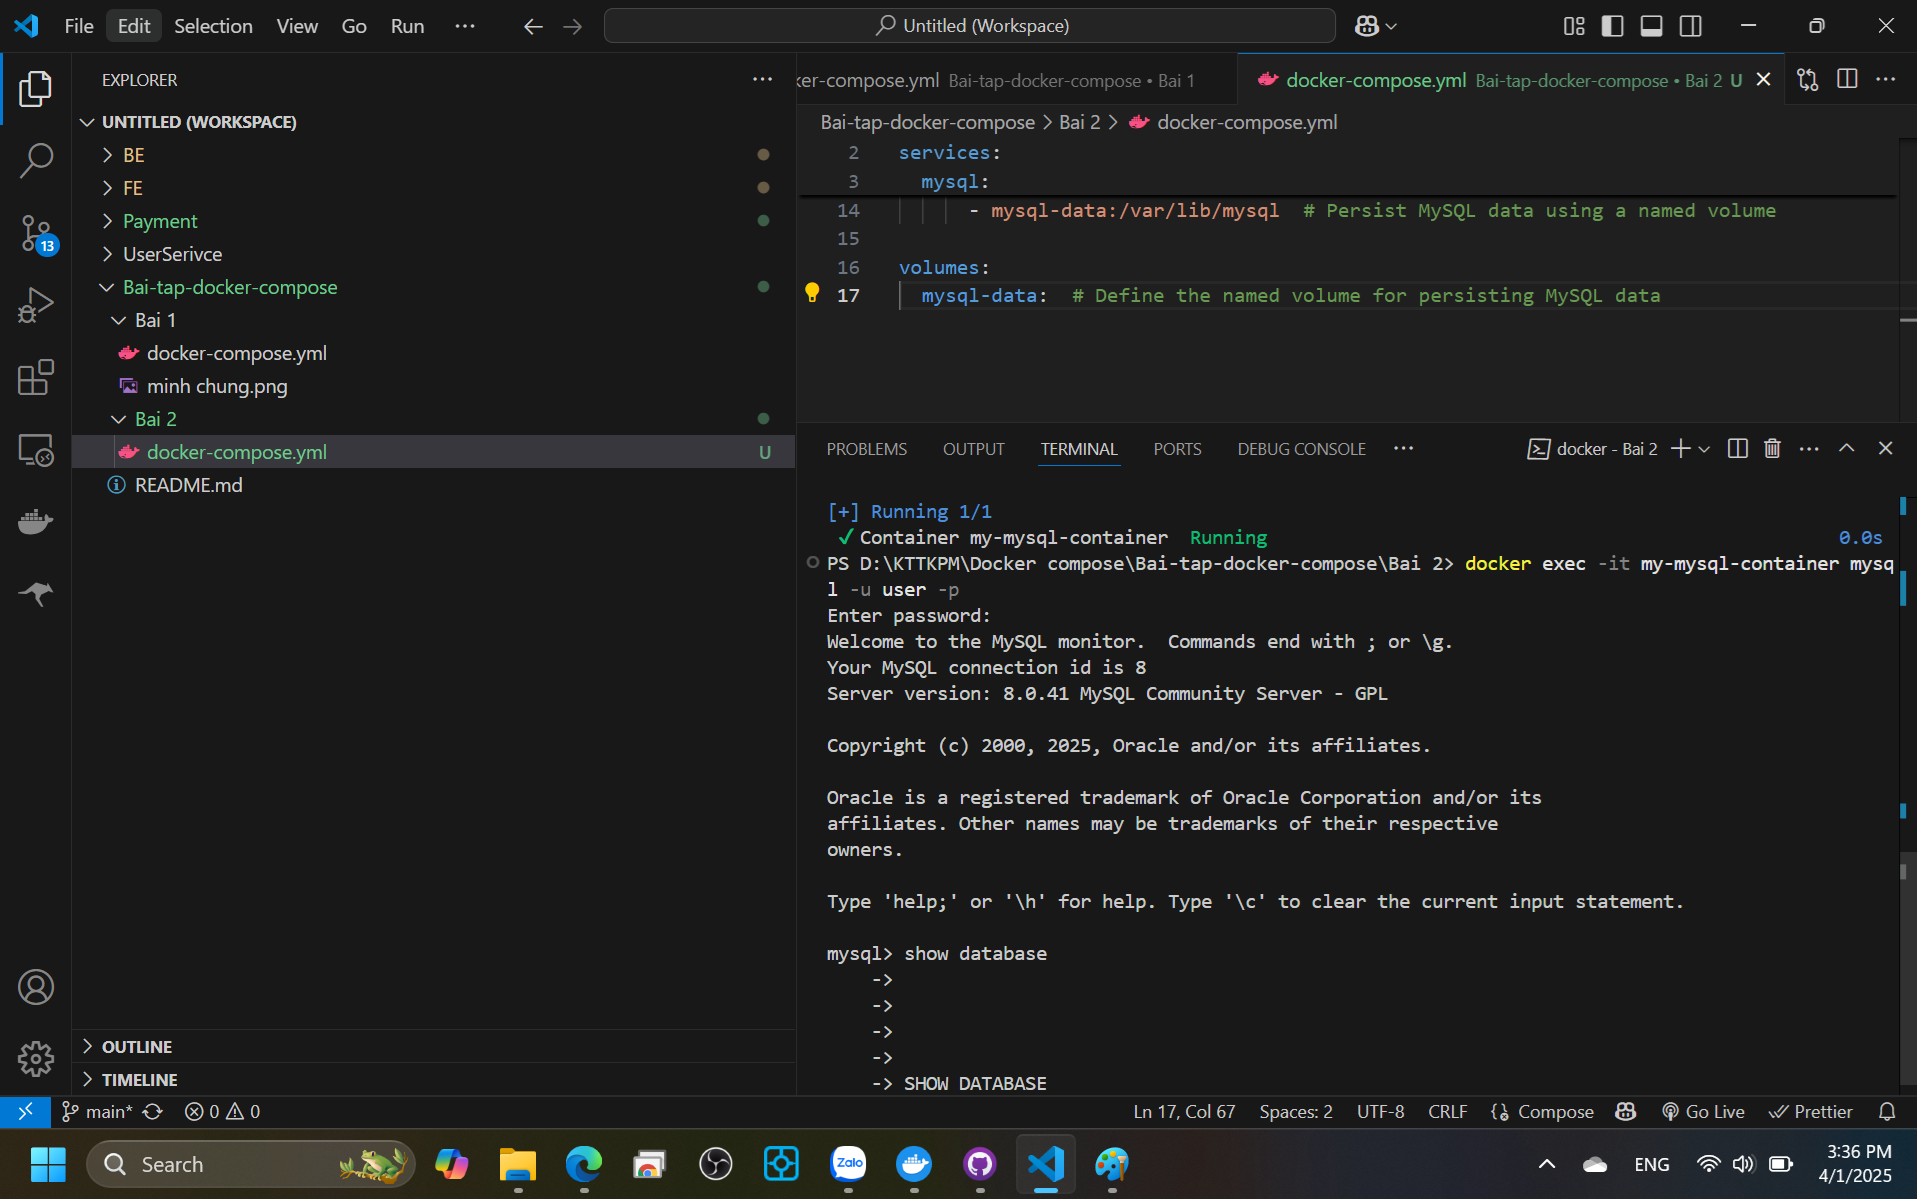 File Edit Selection View Go Run ··· Untitled (Workspace)
EXPLORER
UNTITLED (WORKSPACE)
BE
FE
Payment
UserSerivce
Bai-tap-docker-compose
Bai 1
docker-compose.yml
minh chung.png
Bai 2
docker-compose.yml U
README.md
OUTLINE
TIMELINE
13
ker-compose.yml Bai-tap-docker-compose • Bai 1
docker-compose.yml Bai-tap-docker-compose • Bai 2 U
Bai-tap-docker-compose > Bai 2 > docker-compose.yml
2 services:
3 mysql:
14 - mysql-data:/var/lib/mysql # Persist MySQL data using a named volume
15
16 volumes:
17 mysql-data: # Define the named volume for persisting MySQL data
PROBLEMS OUTPUT TERMINAL PORTS DEBUG CONSOLE ··· docker - Bai 2
[+] Running 1/1
✓ Container my-mysql-container Running 0.0s
PS D:\KTTKPM\Docker compose\Bai-tap-docker-compose\Bai 2> docker exec -it my-mysql-container mysq
l -u user -p
Enter password:
Welcome to the MySQL monitor. Commands end with ; or \g.
Your MySQL connection id is 8
Server version: 8.0.41 MySQL Community Server - GPL
Copyright (c) 2000, 2025, Oracle and/or its affiliates.
Oracle is a registered trademark of Oracle Corporation and/or its
affiliates. Other names may be trademarks of their respective
owners.
Type 'help;' or '\h' for help. Type '\c' to clear the current input statement.
mysql> show database
->
->
->
->
-> SHOW DATABASE
main* 0 0 Ln 17, Col 67 Spaces: 2 UTF-8 CRLF Compose Go Live Prettier
Search Zalo ENG 3:36 PM
4/1/2025